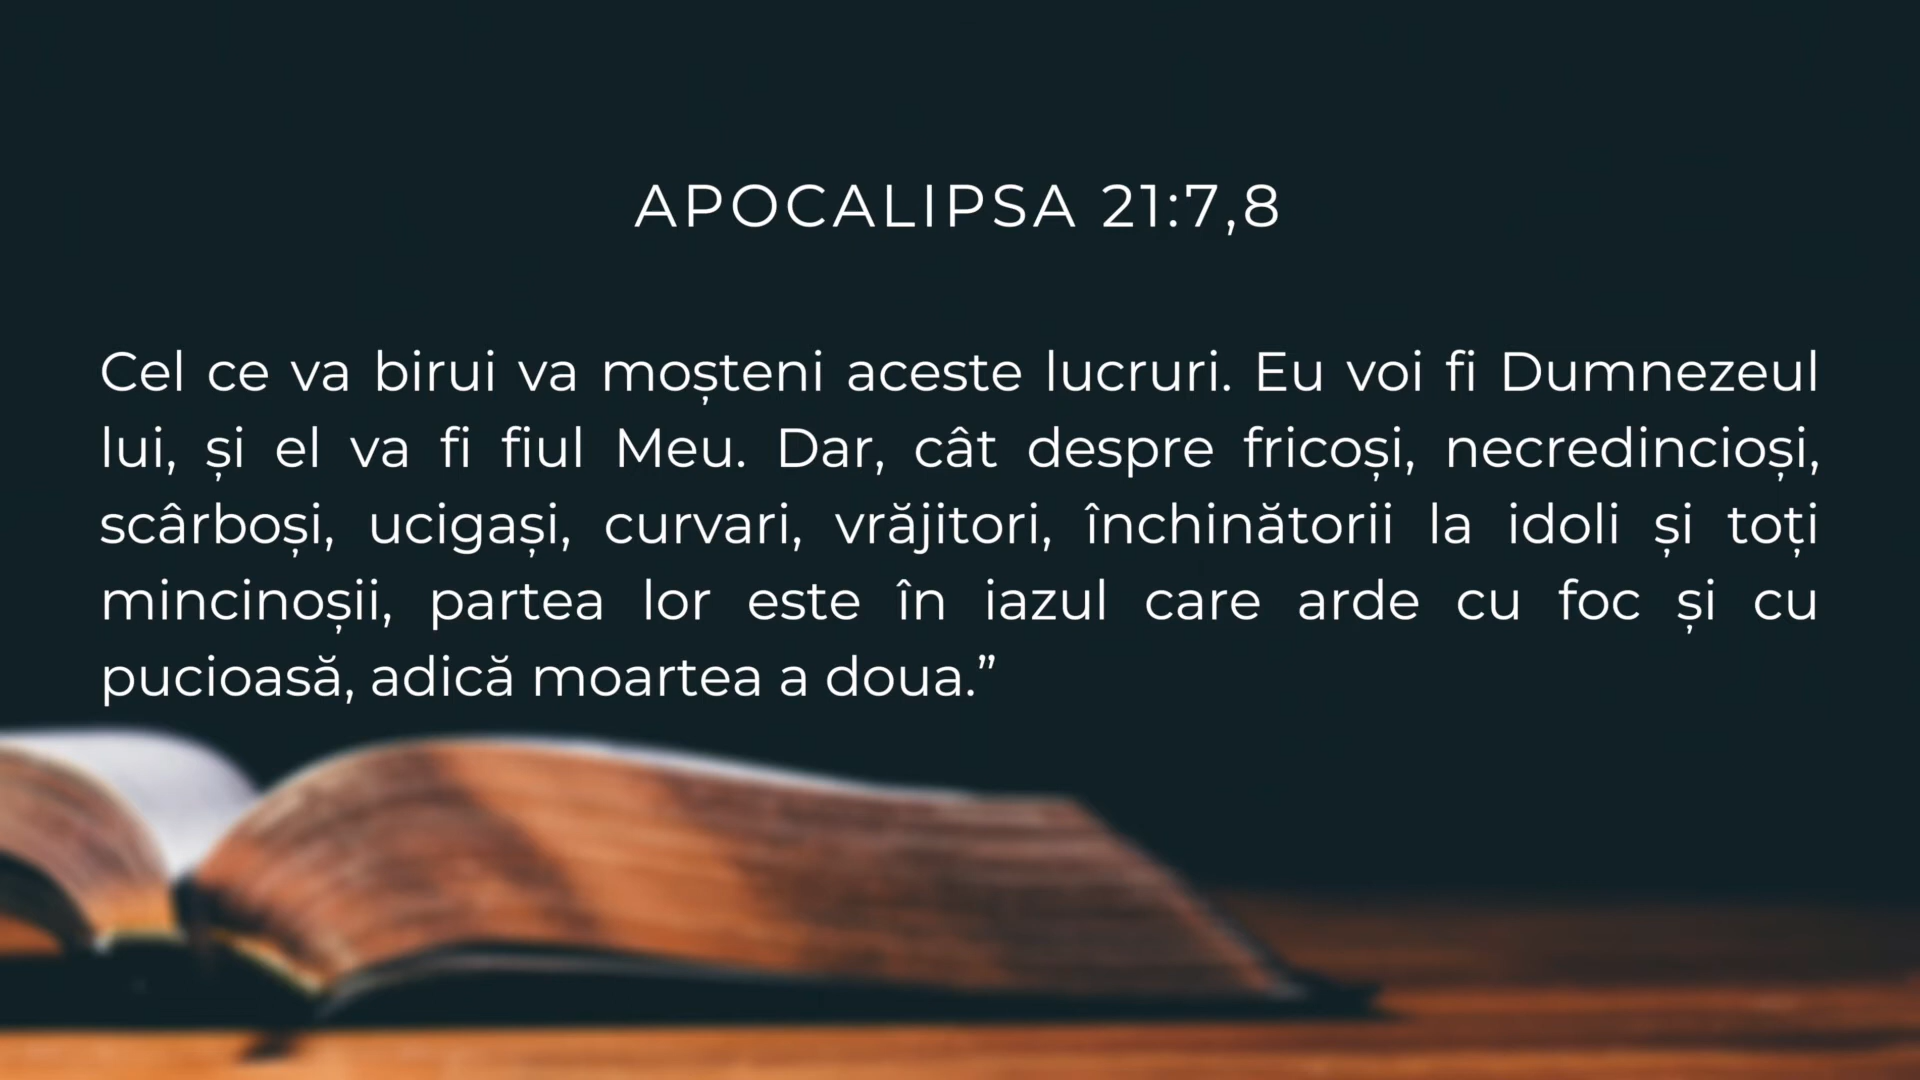 APOCALIPSA 21:7,8
Cel ce va birui va moșteni aceste lucruri. Eu voi fi Dumnezeul
lui, și el va fi fiul Meu. Dar, cât despre fricoși, necredincioși,
scârboși, ucigași, curvari, vrăjitori, închinătorii la idoli și toți
mincinoșii, partea lor este în iazul care arde cu foc și cu
pucioasă, adică moartea a doua.”